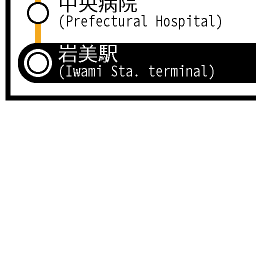 中央病院
(Prefectural Hospital)
岩美駅
(Iwami Sta. terminal)